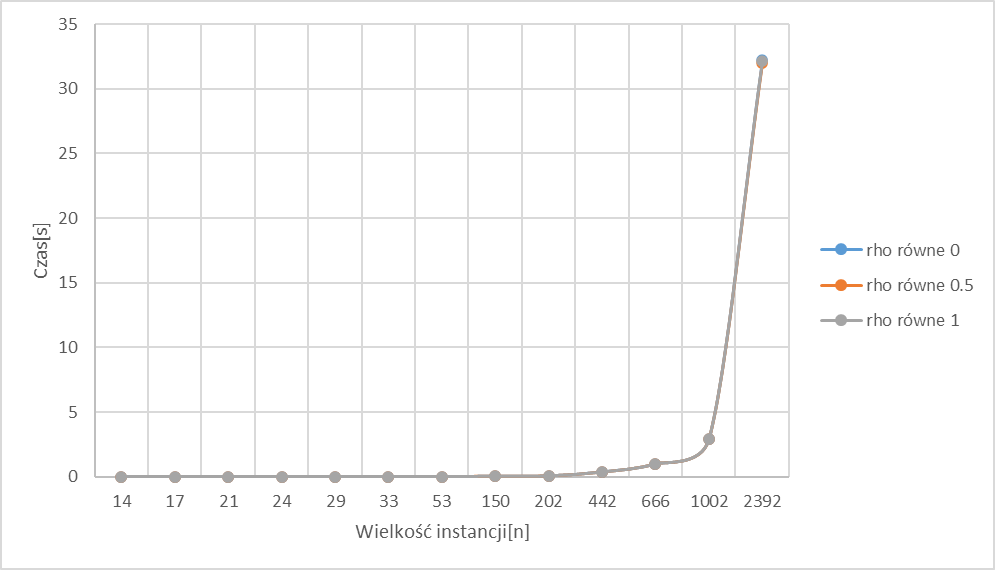 35
30
25
20
15
10
5
0
Czas[s]
14 17 21 24 29 33 53 150 202 442 666 1002 2392
Wielkość instancji[n]
rho równe 0
rho równe 0.5
rho równe 1